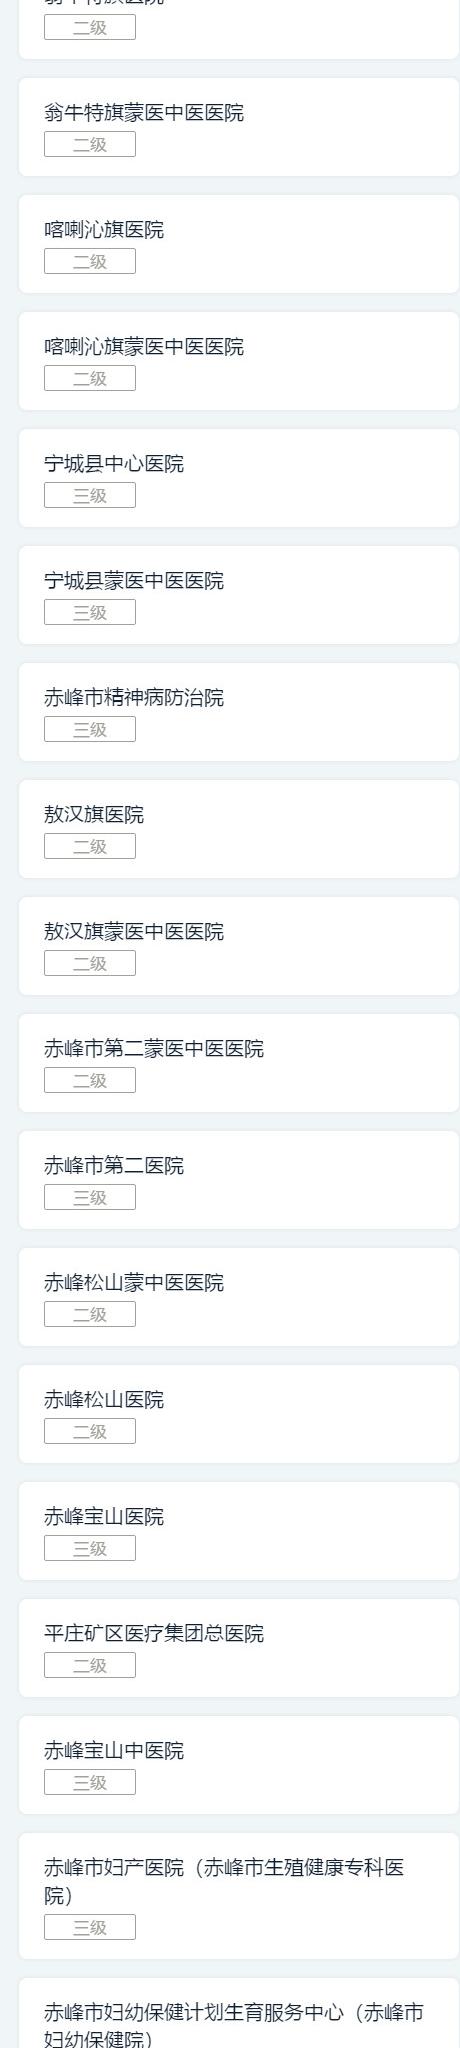 二级
翁牛特旗蒙医中医医院
二级
喀喇沁旗医院
二级
喀喇沁旗蒙医中医医院
二级
宁城县中心医院
三级
宁城县蒙医中医医院
三级
赤峰市精神病防治院
三级
敖汉旗医院
二级
敖汉旗蒙医中医医院
二级
赤峰市第二蒙医中医医院
二级
赤峰市第二医院
三级
赤峰松山蒙中医医院
二级
赤峰松山医院
二级
赤峰宝山医院
三级
平庄矿区医疗集团总医院
二级
赤峰宝山中医院
三级
赤峰市妇产医院（赤峰市生殖健康专科医
院）
三级
赤峰市妇幼保健计划生育服务中心（赤峰市
妇幼保健院）